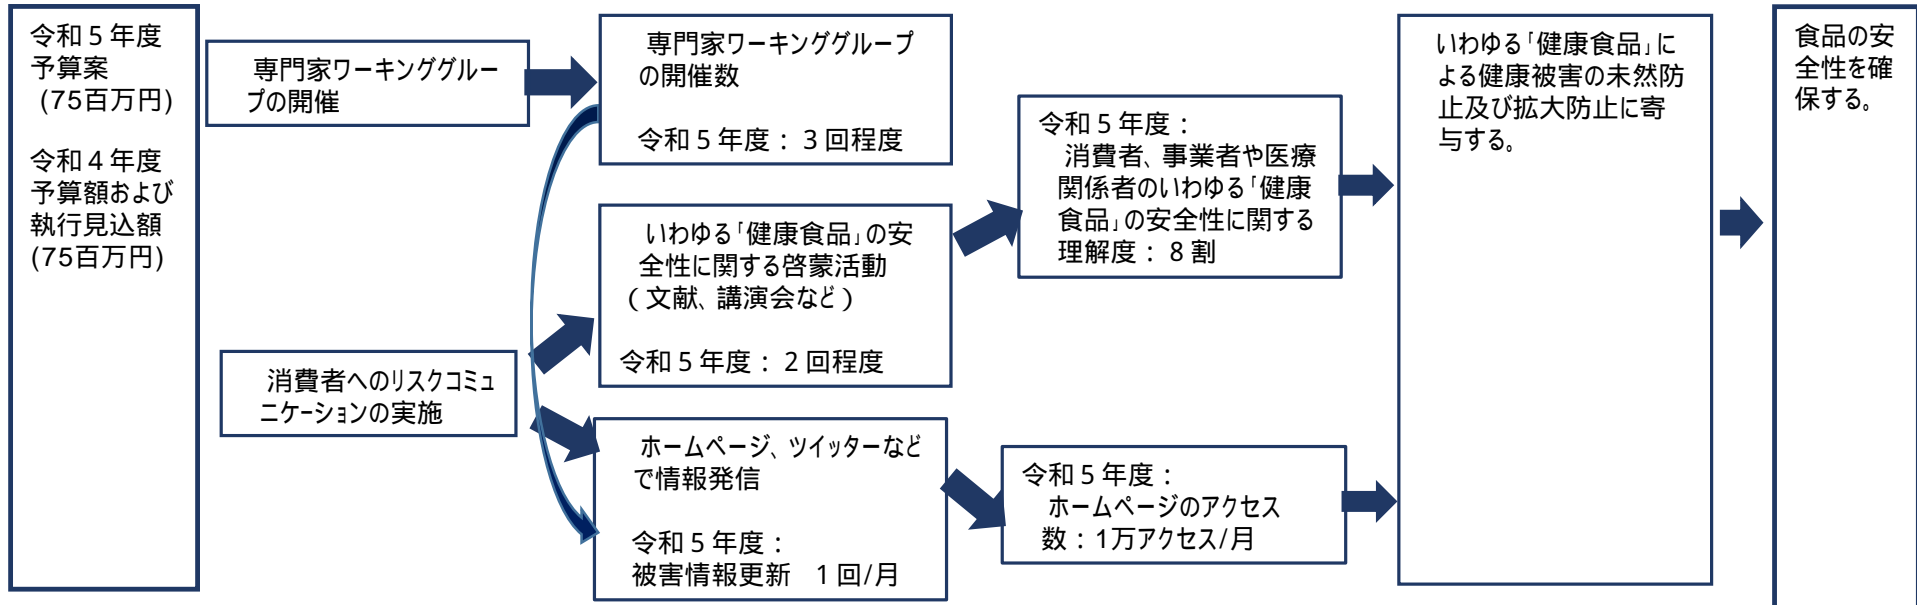 令和５年度
予算案
(75百万円)
令和４年度
予算額および
執行見込額
(75百万円)
専門家ワーキンググルー
プの開催
消費者へのリスクコミュ
ニケーションの実施
専門家ワーキンググループ
の開催数
令和５年度：３回程度
いわゆる「健康食品」の安
全性に関する啓蒙活動
（文献、講演会など）
令和５年度：２回程度
ホームページ、ツイッターなど
で情報発信
令和５年度：
被害情報更新　１回/月
令和５年度：
消費者、事業者や医療
関係者のいわゆる「健康
食品」の安全性に関する
理解度：８割
令和５年度：
ホームページのアクセス
数：1万アクセス/月
いわゆる「健康食品」に
よる健康被害の未然防
止及び拡大防止に寄
与する。
食品の安
全性を確
保する。